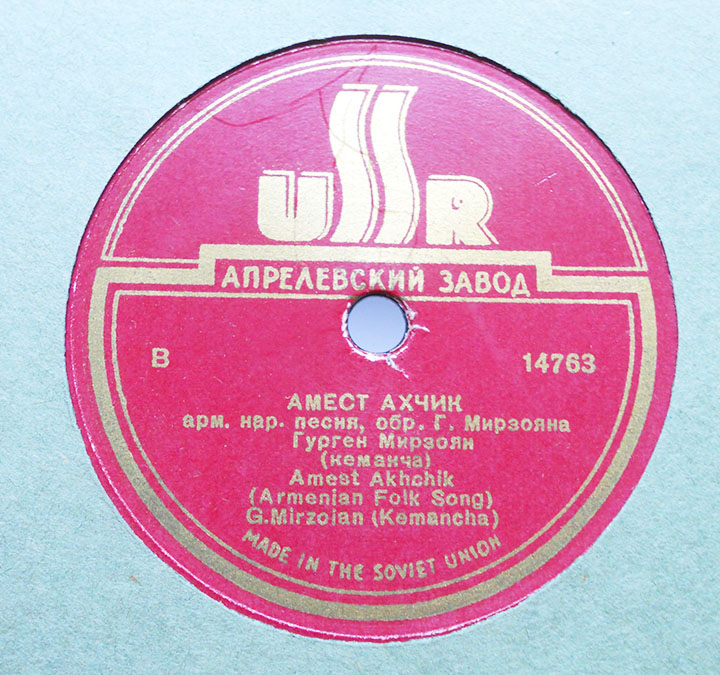 USSR
АПРЕЛЕВСКИЙ ЗАВОД
В 14763
АМЕСТ АХЧИК
арм. нар. песня, обр. Г. Мирзояна
Гурген Мирзоян
(кеманча)
Amest Akhchik
(Armenian Folk Song)
G.Mirzoian (Kemancha)
MADE IN THE SOVIET UNION